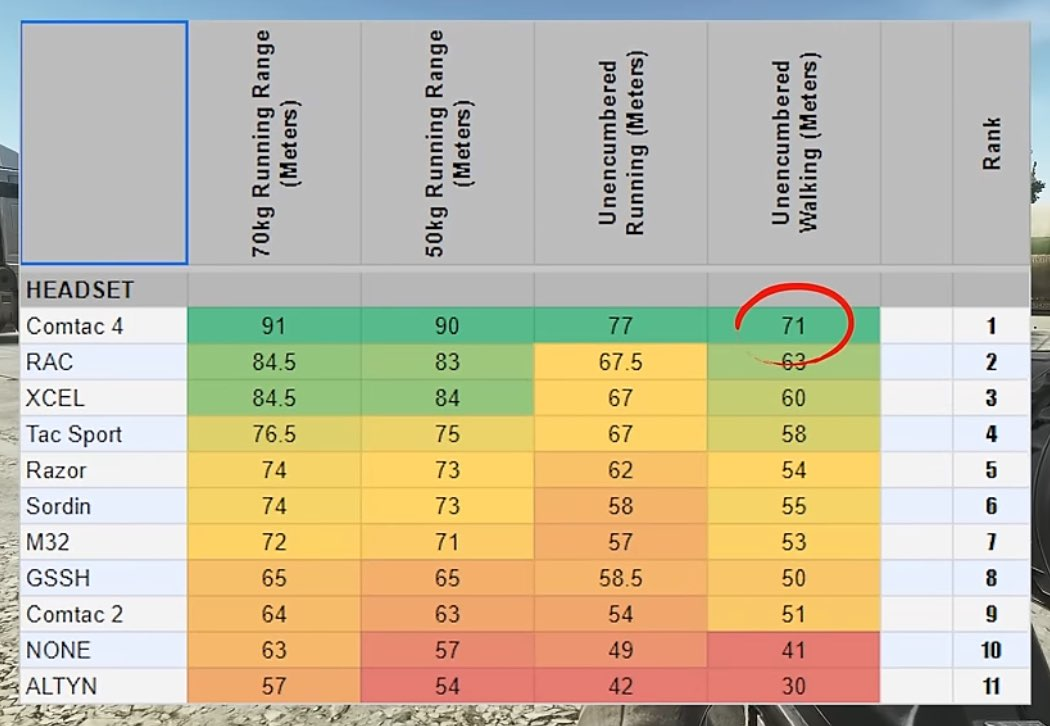 70kg Running Range
(Meters)
50kg Running Range
(Meters)
Unencumbered
Running (Meters)
Unencumbered
Walking (Meters)
Rank
HEADSET
Comtac 4 91 90 77 71 1
RAC 84.5 83 67.5 63 2
XCEL 84.5 84 67 60 3
Tac Sport 76.5 75 67 58 4
Razor 74 73 62 54 5
Sordin 74 73 58 55 6
M32 72 71 57 53 7
GSSH 65 65 58.5 50 8
Comtac 2 64 63 54 51 9
NONE 63 57 49 41 10
ALTYN 57 54 42 30 11